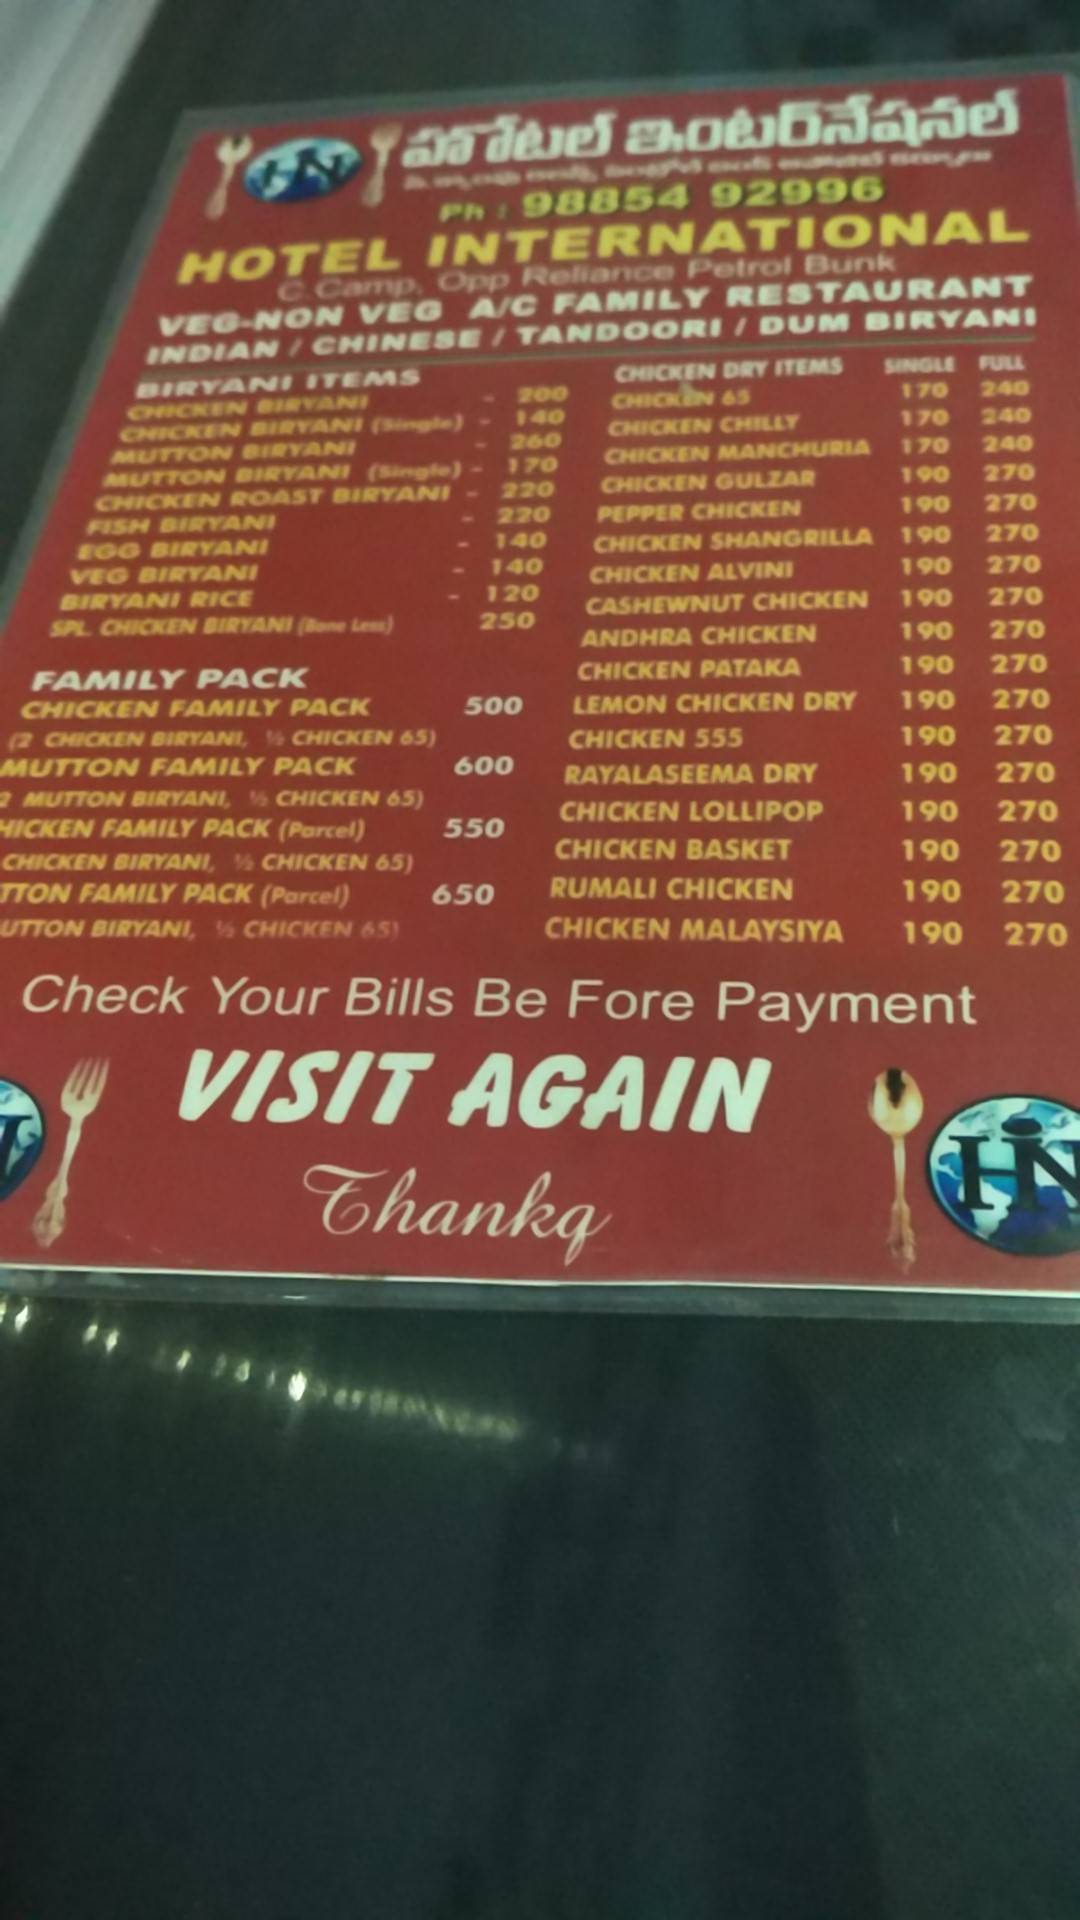 HIN
హోటల్ ఇంటర్‌నేషనల్
Ph : 98854 92996
HOTEL INTERNATIONAL
C.Camp, Opp Reliance Petrol Bunk
VEG-NON VEG A/C FAMILY RESTAURANT
INDIAN / CHINESE / TANDOORI / DUM BIRYANI
BIRYANI ITEMS
CHICKEN BIRYANI - 200
CHICKEN BIRYANI (Single) - 140
MUTTON BIRYANI - 260
MUTTON BIRYANI (Single) - 170
CHICKEN ROAST BIRYANI - 220
FISH BIRYANI - 220
EGG BIRYANI - 140
VEG BIRYANI - 140
BIRYANI RICE - 120
SPL. CHICKEN BIRYANI (Bone Less) 250
FAMILY PACK
CHICKEN FAMILY PACK 500
(2 CHICKEN BIRYANI, ½ CHICKEN 65)
MUTTON FAMILY PACK 600
2 MUTTON BIRYANI, ½ CHICKEN 65)
HICKEN FAMILY PACK (Parcel) 550
CHICKEN BIRYANI, ½ CHICKEN 65)
TTON FAMILY PACK (Parcel) 650
UTTON BIRYANI, ½ CHICKEN 65)
CHICKEN DRY ITEMS SINGLE FULL
CHICKEN 65 170 240
CHICKEN CHILLY 170 240
CHICKEN MANCHURIA 170 240
CHICKEN GULZAR 190 270
PEPPER CHICKEN 190 270
CHICKEN SHANGRILLA 190 270
CHICKEN ALVINI 190 270
CASHEWNUT CHICKEN 190 270
ANDHRA CHICKEN 190 270
CHICKEN PATAKA 190 270
LEMON CHICKEN DRY 190 270
CHICKEN 555 190 270
RAYALASEEMA DRY 190 270
CHICKEN LOLLIPOP 190 270
CHICKEN BASKET 190 270
RUMALI CHICKEN 190 270
CHICKEN MALAYSIYA 190 270
Check Your Bills Be Fore Payment
VISIT AGAIN
Thankq
HIN